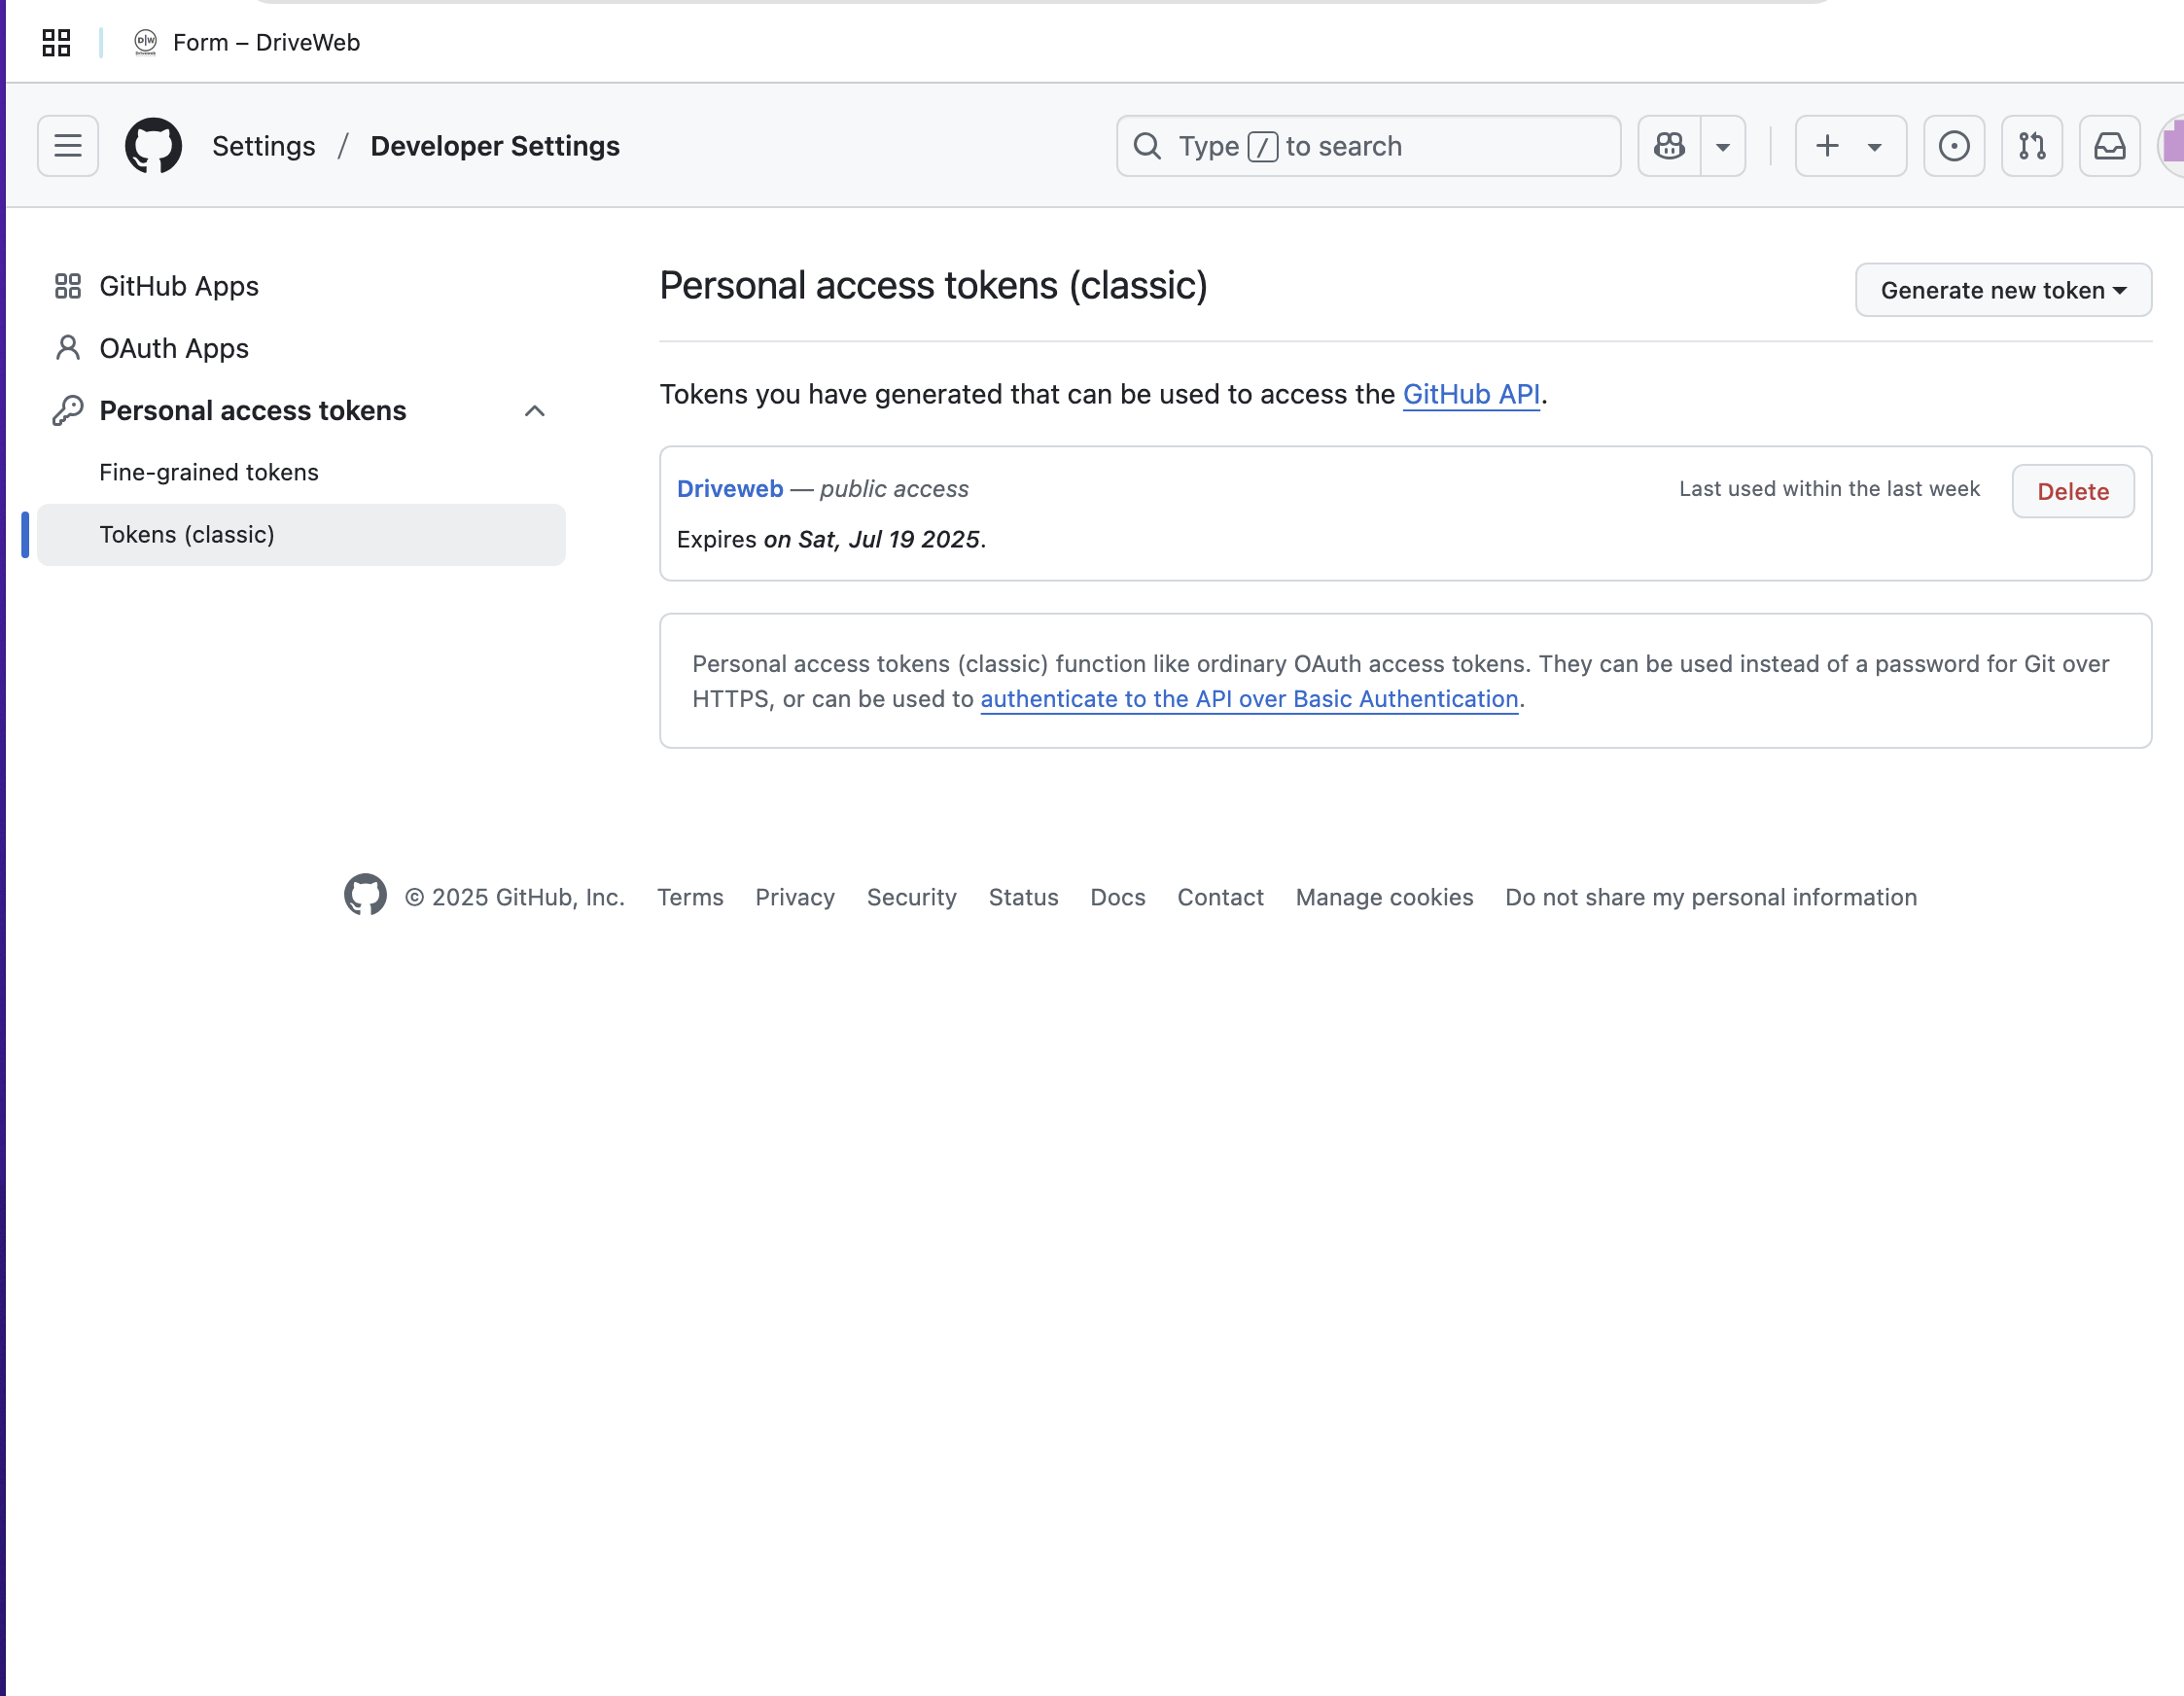 Form – DriveWeb
Settings / Developer Settings
Type / to search
GitHub Apps
OAuth Apps
Personal access tokens
Fine-grained tokens
Tokens (classic)
Personal access tokens (classic)
Generate new token
Tokens you have generated that can be used to access the GitHub API.
Driveweb — public access
Last used within the last week
Delete
Expires on Sat, Jul 19 2025.
Personal access tokens (classic) function like ordinary OAuth access tokens. They can be used instead of a password for Git over
HTTPS, or can be used to authenticate to the API over Basic Authentication.
© 2025 GitHub, Inc. Terms Privacy Security Status Docs Contact Manage cookies Do not share my personal information